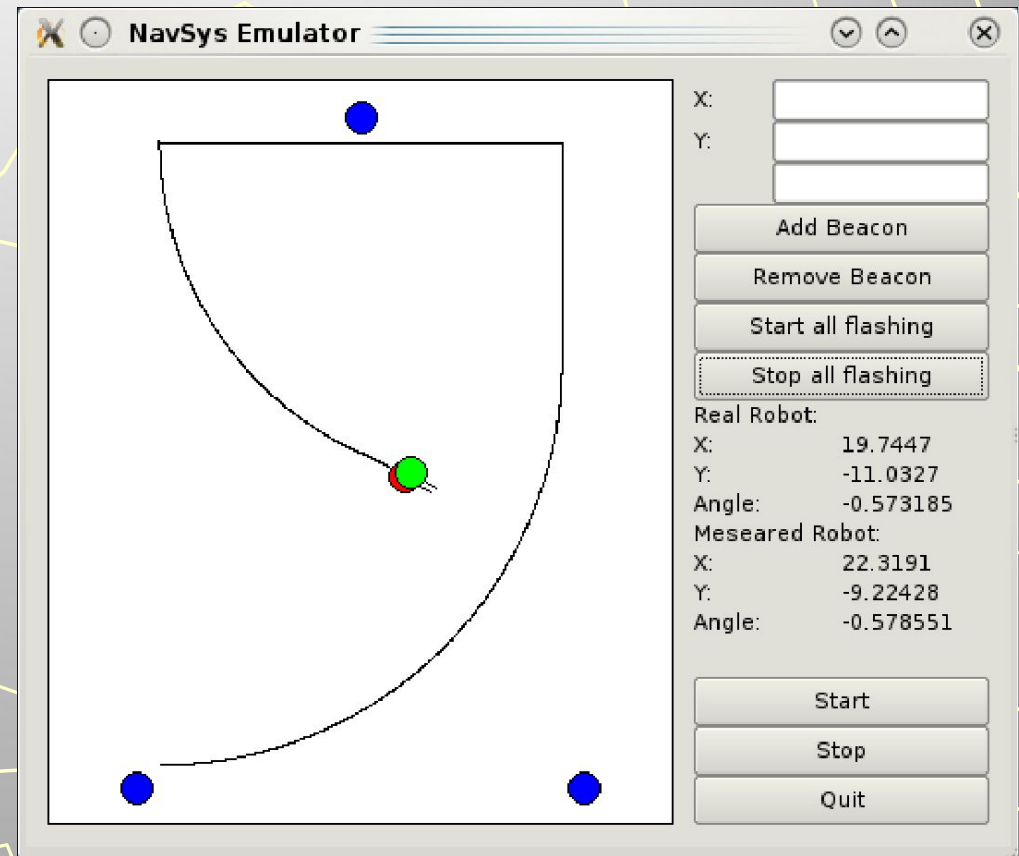 NavSys Emulator
X:
Y:
Add Beacon
Remove Beacon
Start all flashing
Stop all flashing
Real Robot:
X: 19.7447
Y: -11.0327
Angle: -0.573185
Meseared Robot:
X: 22.3191
Y: -9.22428
Angle: -0.578551
Start
Stop
Quit